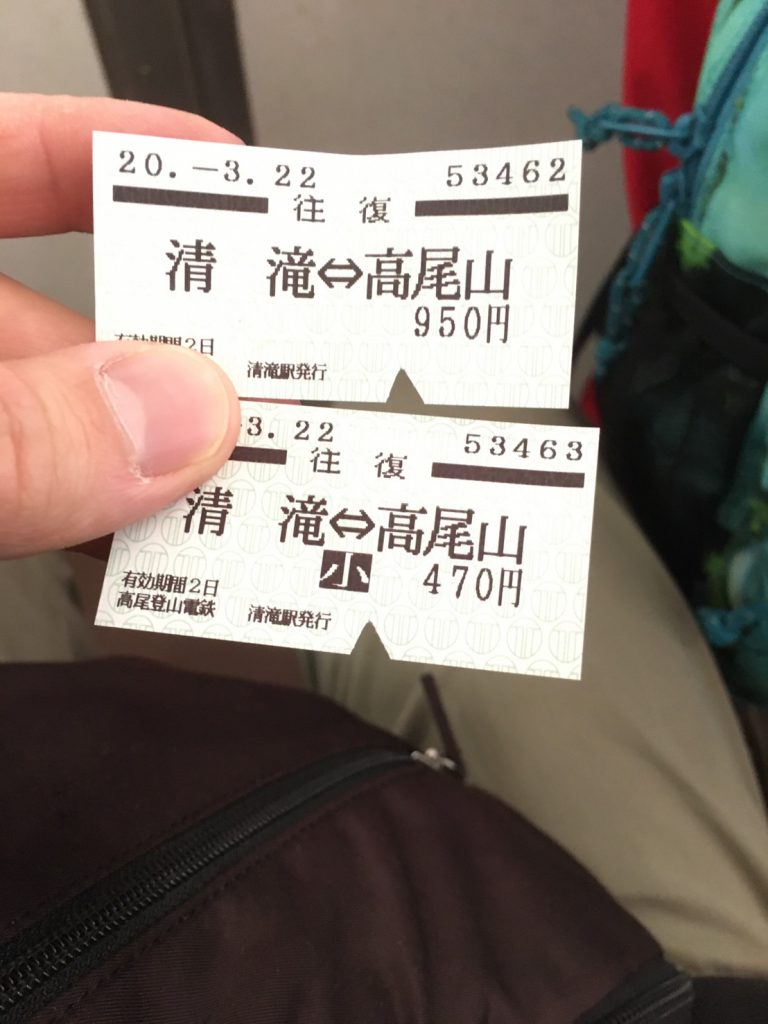 20.-3.22 53462
往 復
清 滝⇔高尾山
950円
有効期間2日
清滝駅発行
-3.22 53463
往 復
清 滝⇔高尾山
小 470円
有効期間2日
高尾登山電鉄 清滝駅発行